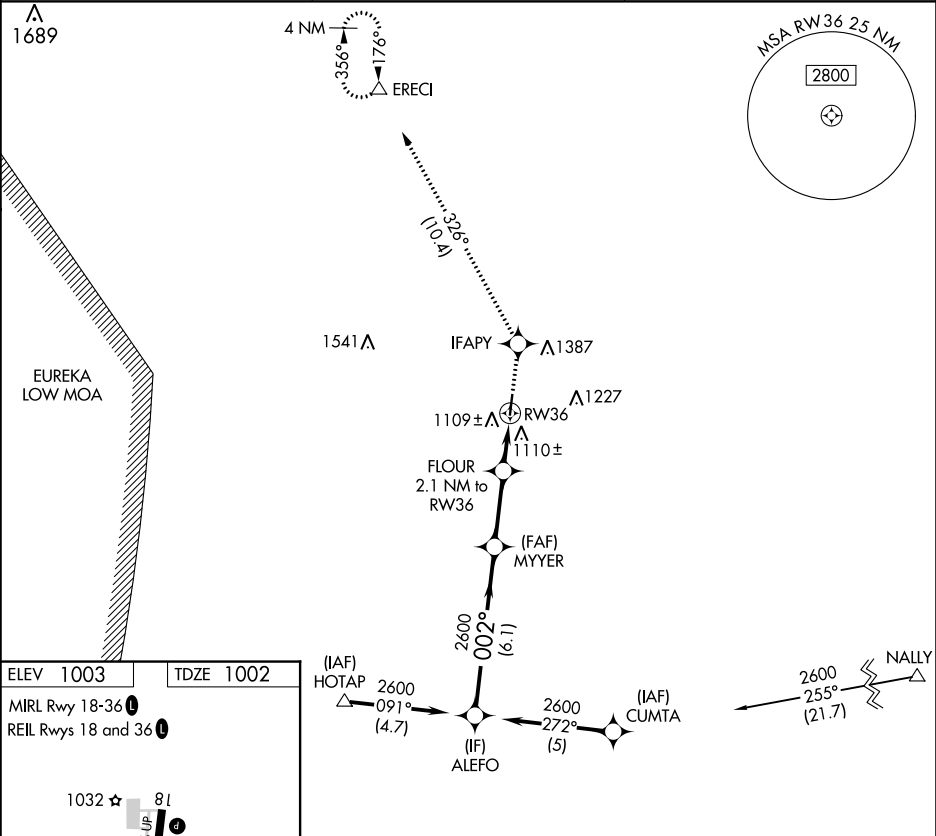 1689
4 NM
356°
176°
ERECI
MSA RW36 25 NM
2800
326°
(10.4)
1541
IFAPY
1387
EUREKA
LOW MOA
1227
1109±
RW36
1110±
FLOUR
2.1 NM to
RW36
(FAF)
MYYER
2600
002°
(6.1)
ELEV 1003
TDZE 1002
MIRL Rwy 18-36 L
REIL Rwys 18 and 36 L
(IAF)
HOTAP
2600
091°
(4.7)
(IF)
ALEFO
2600
272°
(5)
(IAF)
CUMTA
2600
255°
(21.7)
NALLY
1032
18
UP
P